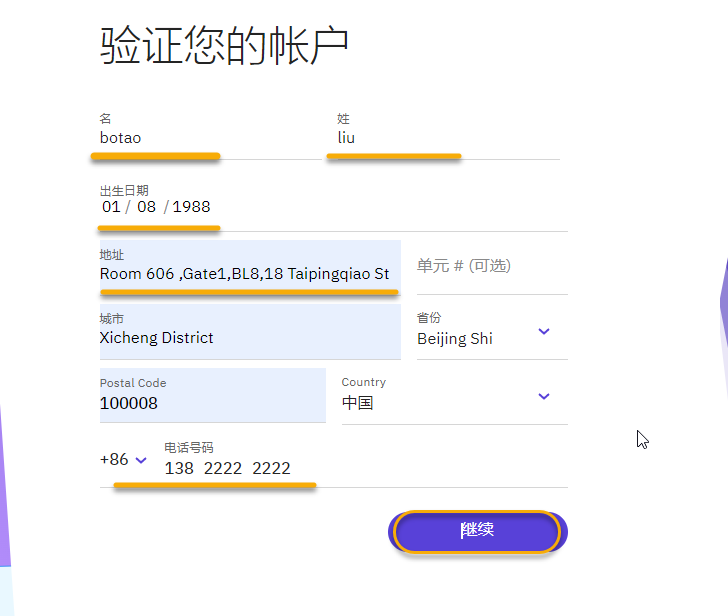 验证您的帐户
名 姓
botao liu
出生日期
01 / 08 / 1988
地址
Room 606 ,Gate1,BL8,18 Taipingqiao St 单元 # (可选)
城市 省份
Xicheng District Beijing Shi
Postal Code Country
100008 中国
电话号码
+86 138 2222 2222
继续